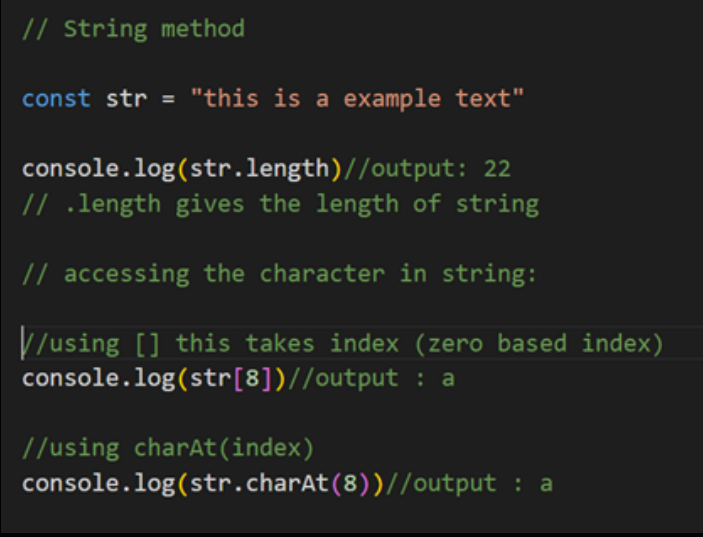 // String method
const str = "this is a example text"
console.log(str.length)//output: 22
// .length gives the length of string
// accessing the character in string:
//using [] this takes index (zero based index)
console.log(str[8])//output : a
//using charAt(index)
console.log(str.charAt(8))//output : a